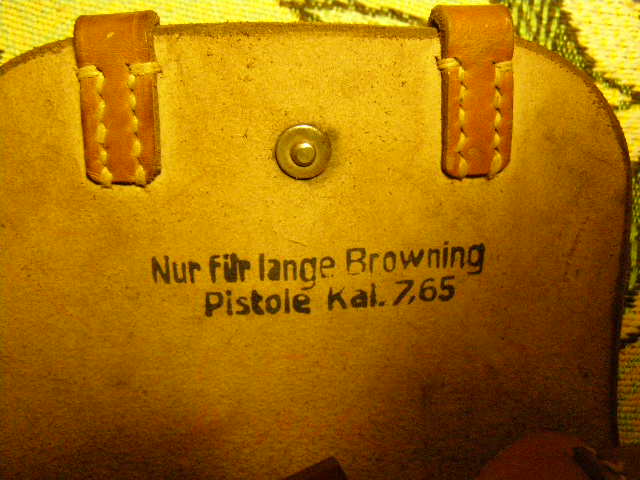 Nur für lange Browning
Pistole Kal. 7,65